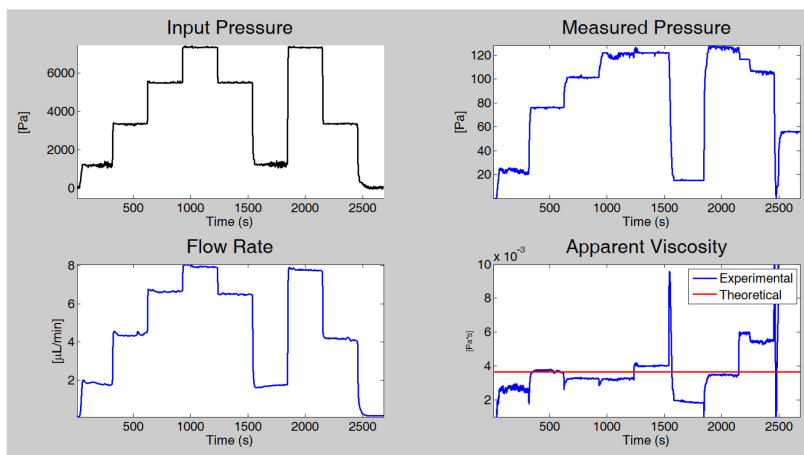 Input Pressure
[Pa]
6000
4000
2000
0
500 1000 1500 2000 2500
Time (s)
Measured Pressure
[Pa]
120
100
80
60
40
20
500 1000 1500 2000 2500
Time (s)
Flow Rate
[µL/min]
8
6
4
2
500 1000 1500 2000 2500
Time (s)
Apparent Viscosity
x 10⁻³
[Pa*s]
10
8
6
4
2
Experimental
Theoretical
500 1000 1500 2000 2500
Time (s)